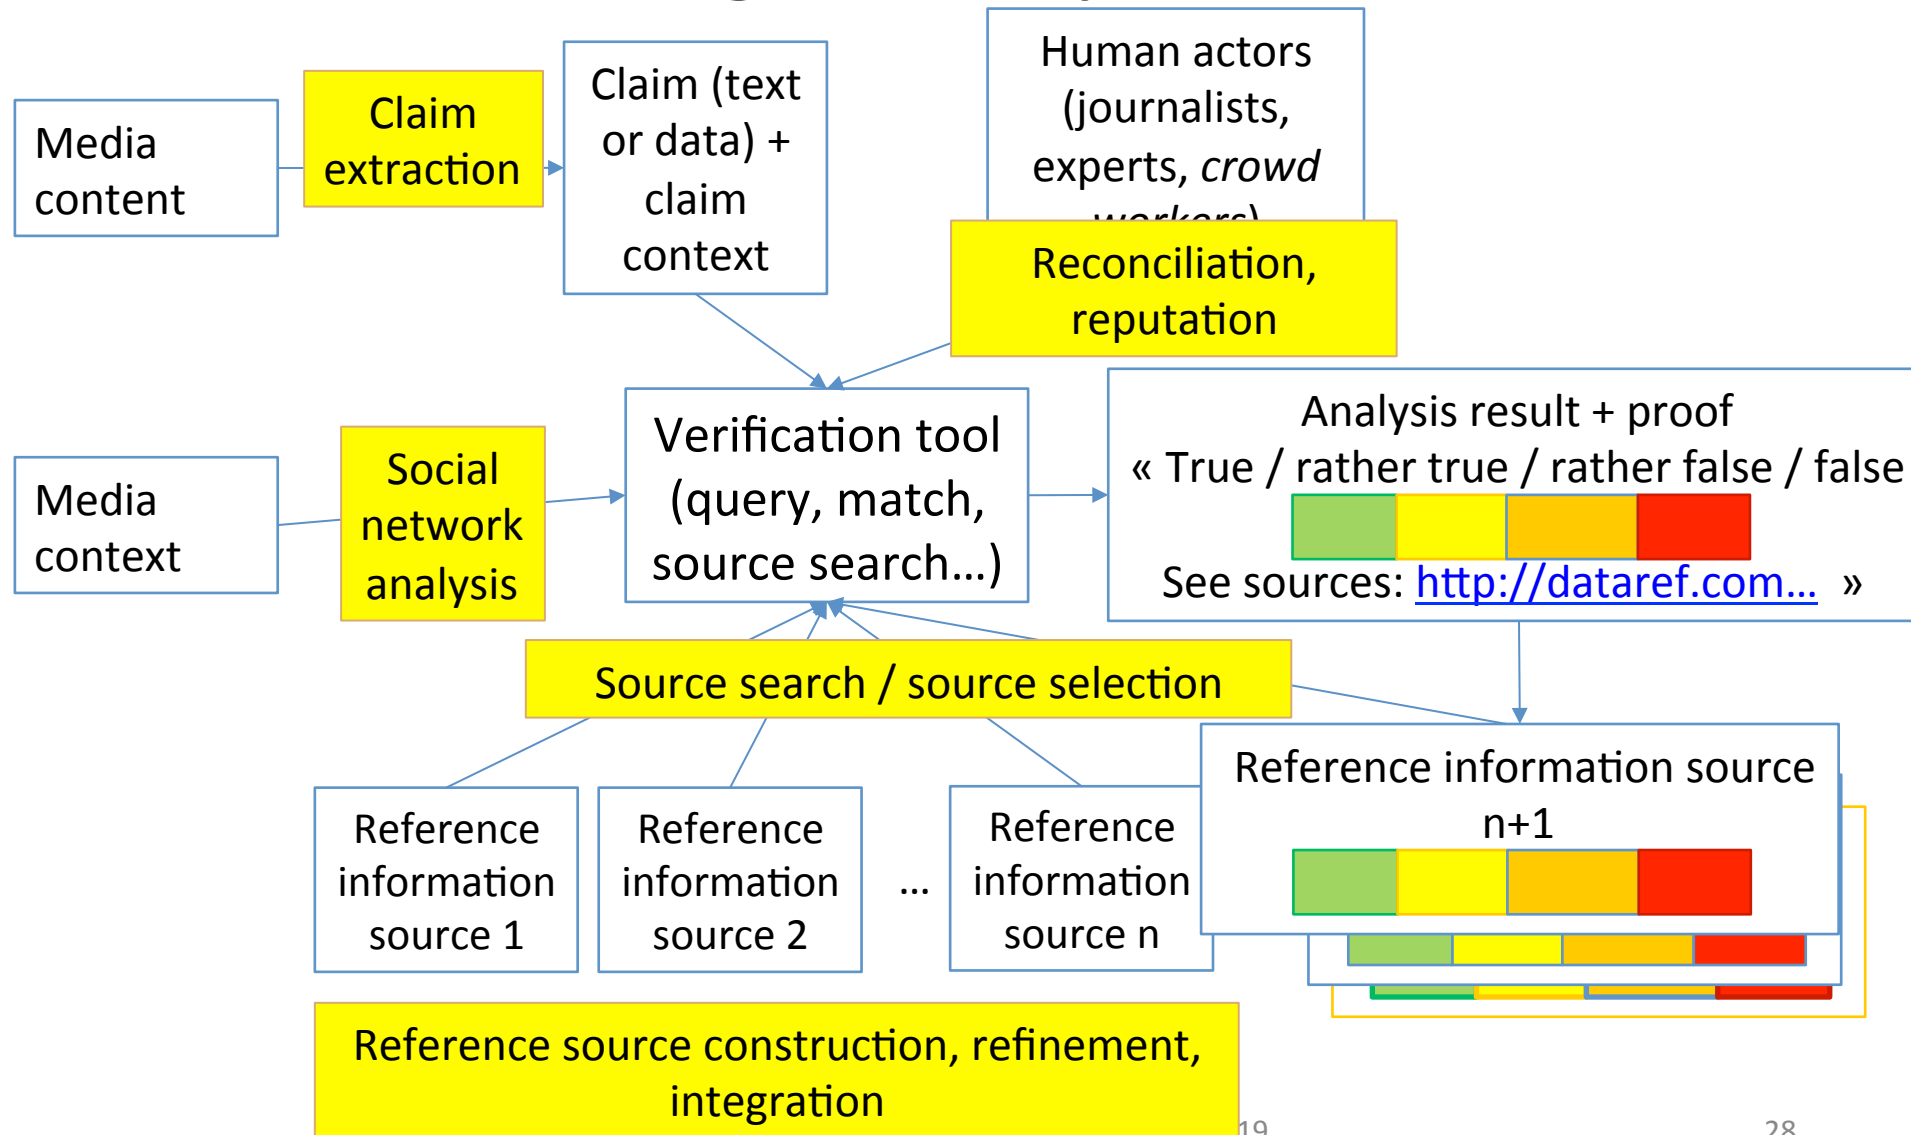 Media
content
Claim
extraction
Claim (text
or data) +
claim
context
Human actors
(journalists,
experts, crowd
workers)
Reconciliation,
reputation
Media
context
Social
network
analysis
Verification tool
(query, match,
source search…)
Analysis result + proof
« True / rather true / rather false / false
See sources: http://dataref.com… »
Source search / source selection
Reference
information
source 1
Reference
information
source 2
…
Reference
information
source n
Reference information source
n+1
Reference source construction, refinement,
integration
19
28